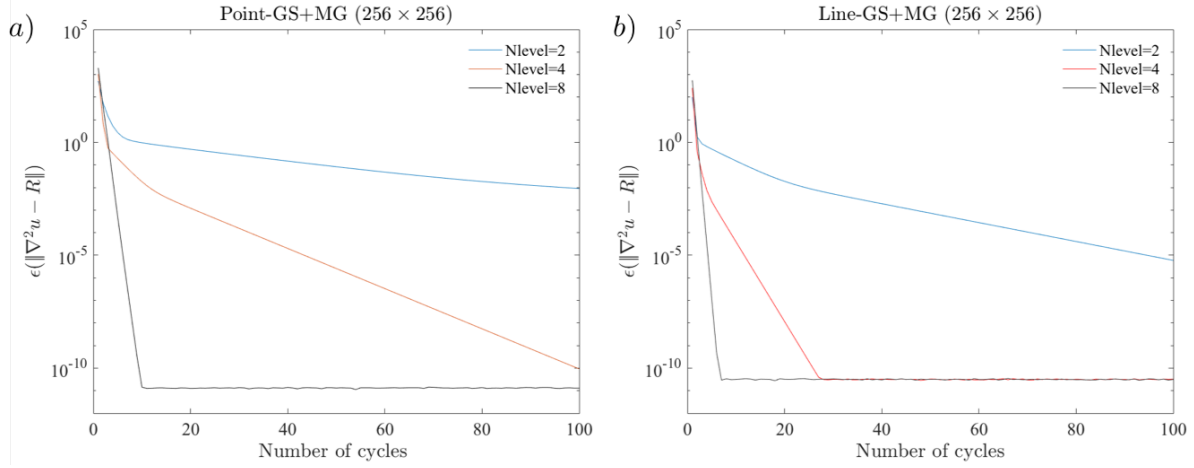 a)
Point-GS+MG (256 × 256)
10^5
10^0
10^-5
10^-10
ϵ(‖∇²u − R‖)
Nlevel=2
Nlevel=4
Nlevel=8
0 20 40 60 80 100
Number of cycles
b)
Line-GS+MG (256 × 256)
10^5
10^0
10^-5
10^-10
ϵ(‖∇²u − R‖)
Nlevel=2
Nlevel=4
Nlevel=8
0 20 40 60 80 100
Number of cycles